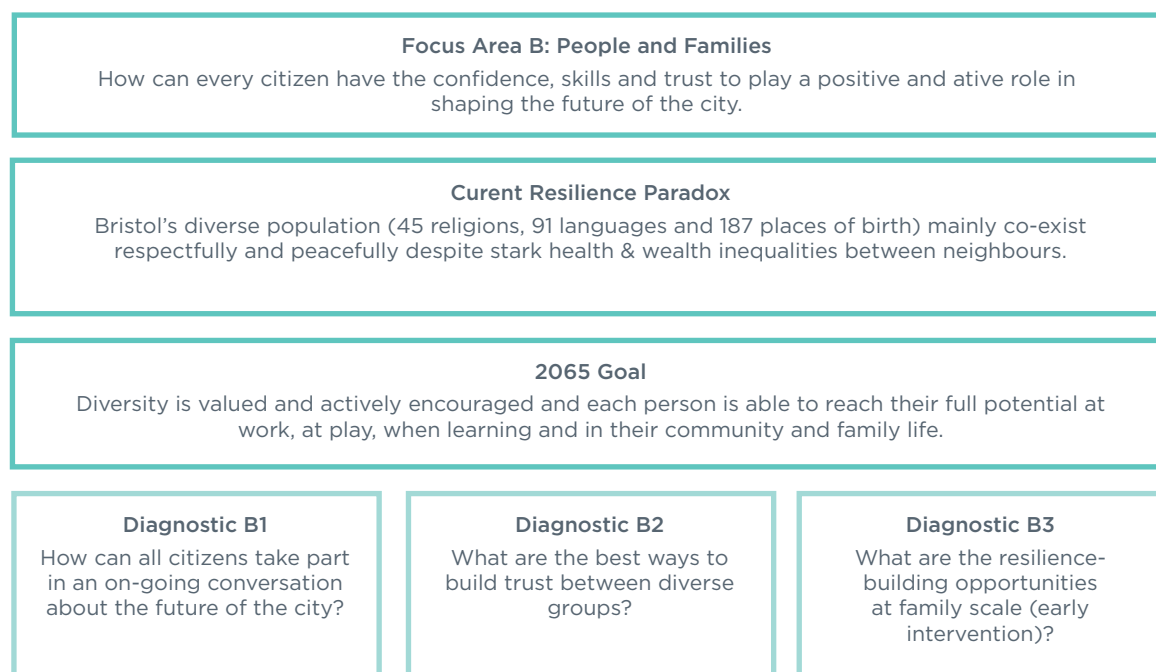 Focus Area B: People and Families
How can every citizen have the confidence, skills and trust to play a positive and ative role in
shaping the future of the city.
Curent Resilience Paradox
Bristol’s diverse population (45 religions, 91 languages and 187 places of birth) mainly co-exist
respectfully and peacefully despite stark health & wealth inequalities between neighbours.
2065 Goal
Diversity is valued and actively encouraged and each person is able to reach their full potential at
work, at play, when learning and in their community and family life.
Diagnostic B1
How can all citizens take part
in an on-going conversation
about the future of the city?
Diagnostic B2
What are the best ways to
build trust between diverse
groups?
Diagnostic B3
What are the resilience-
building opportunities
at family scale (early
intervention)?